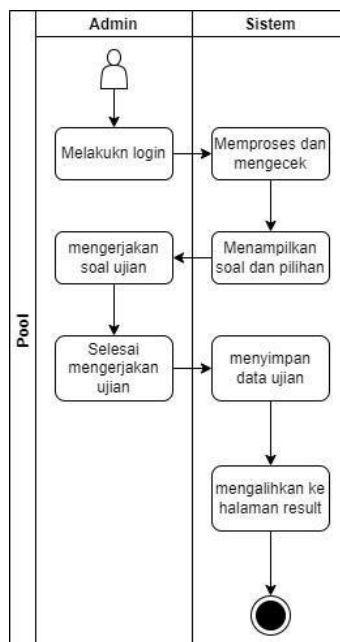 Admin
Sistem
Pool
Melakukn login
Memproses dan
mengecek
Menampilkan
soal dan pilihan
mengerjakan
soal ujian
Selesai
mengerjakan
ujian
menyimpan
data ujian
mengalihkan ke
halaman result